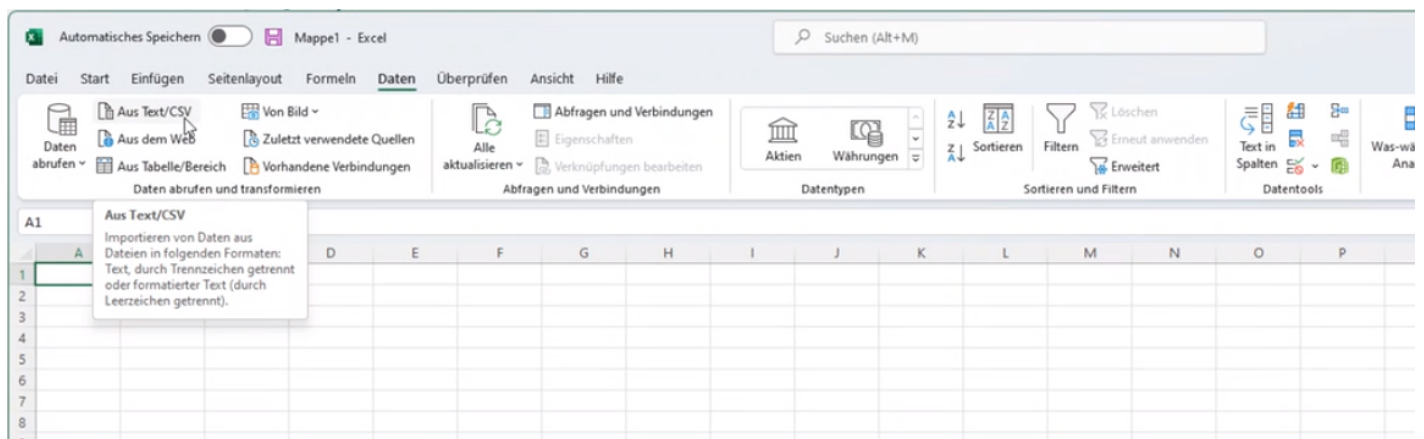 Automatisches Speichern Mappe1 - Excel Suchen (Alt+M)
Datei Start Einfügen Seitenlayout Formeln Daten Überprüfen Ansicht Hilfe
Aus Text/CSV Von Bild Abfragen und Verbindungen Löschen
Aus dem Web Zuletzt verwendete Quellen Eigenschaften Erneut anwenden
Aus Tabelle/Bereich Vorhandene Verbindungen Verknüpfungen bearbeiten Erweitert
Daten
abrufen
Alle
aktualisieren
Aktien Währungen
Sortieren Filtern
Text in
Spalten
Was-wä
Ana
Daten abrufen und transformieren Abfragen und Verbindungen Datentypen Sortieren und Filtern Datentools
A1
Aus Text/CSV
Importieren von Daten aus
Dateien in folgenden Formaten:
Text, durch Trennzeichen getrennt
oder formatierter Text (durch
Leerzeichen getrennt).
A D E F G H I J K L M N O P
1
2
3
4
5
6
7
8